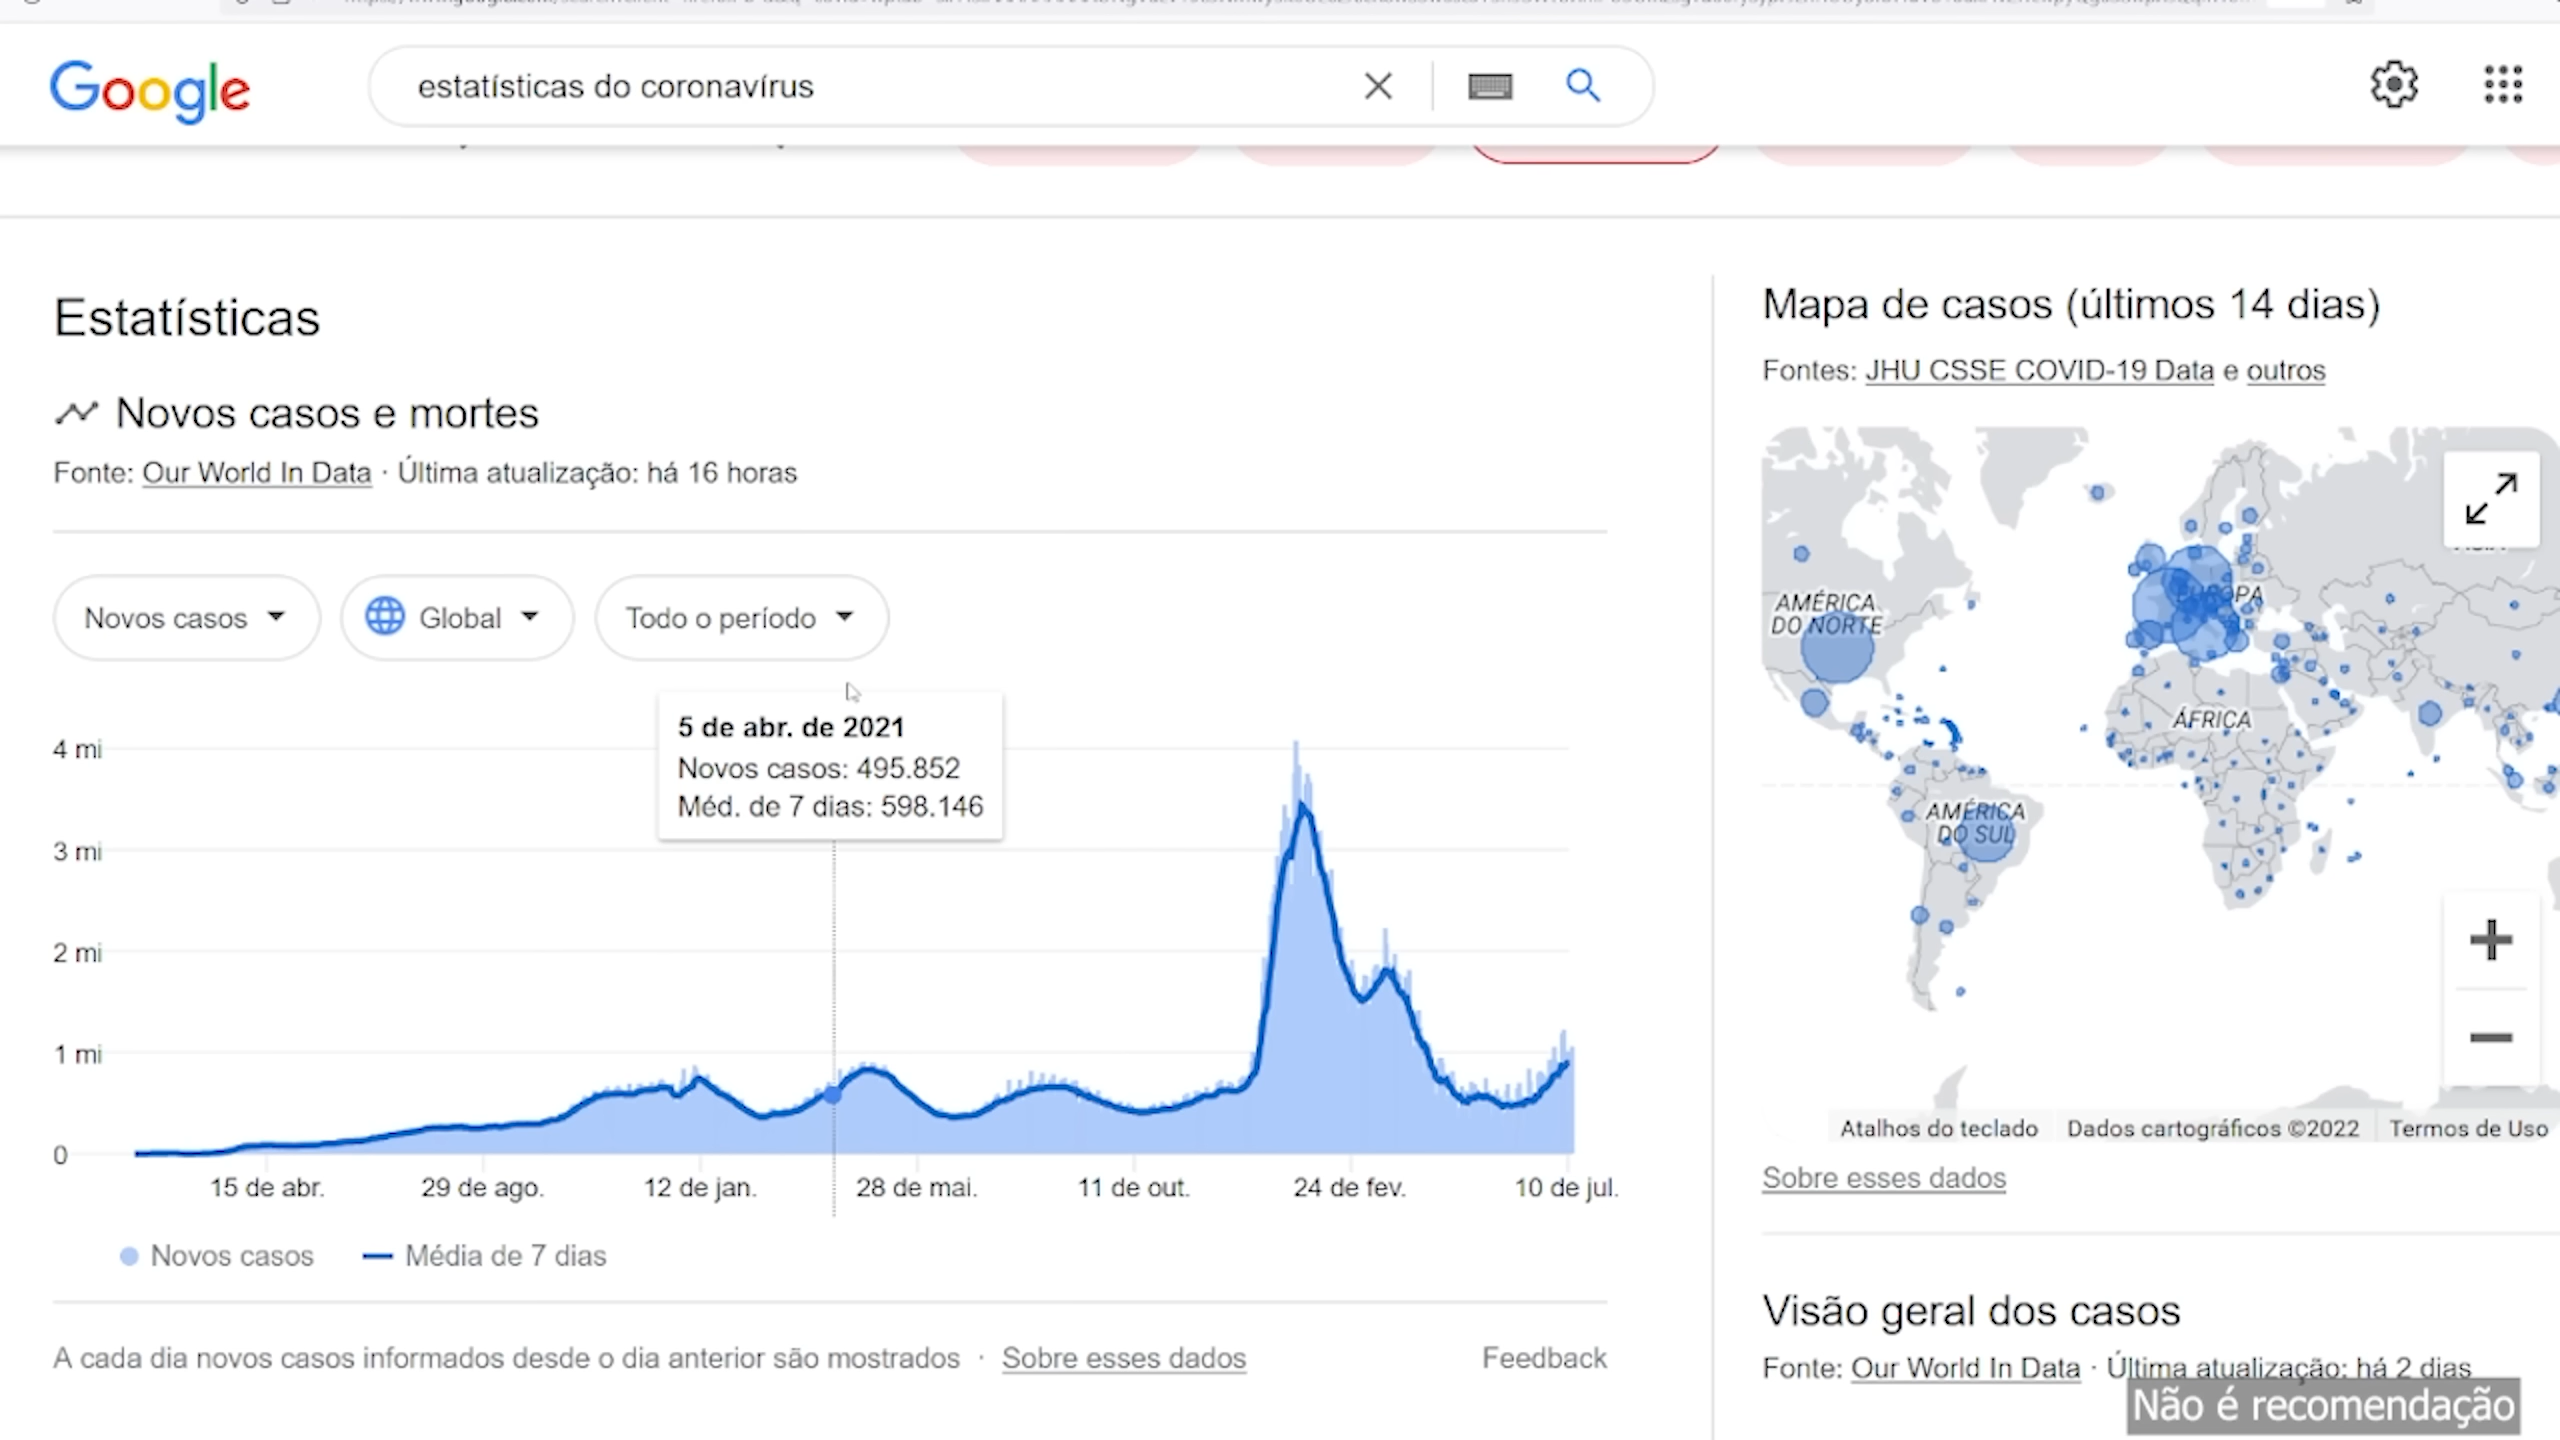 Google
estatísticas do coronavírus
Estatísticas
Novos casos e mortes
Fonte: Our World In Data · Última atualização: há 16 horas
Novos casos
Global
Todo o período
5 de abr. de 2021
Novos casos: 495.852
Méd. de 7 dias: 598.146
4 mi
3 mi
2 mi
1 mi
0
15 de abr.
29 de ago.
12 de jan.
28 de mai.
11 de out.
24 de fev.
10 de jul.
Novos casos
Média de 7 dias
A cada dia novos casos informados desde o dia anterior são mostrados · Sobre esses dados
Feedback
Mapa de casos (últimos 14 dias)
Fontes: JHU CSSE COVID-19 Data e outros
AMÉRICA
DO NORTE
EUROPA
ÁFRICA
AMÉRICA
DO SUL
Atalhos do teclado
Dados cartográficos ©2022
Termos de Uso
Sobre esses dados
Visão geral dos casos
Fonte: Our World In Data · Última atualização: há 2 dias
Não é recomendação